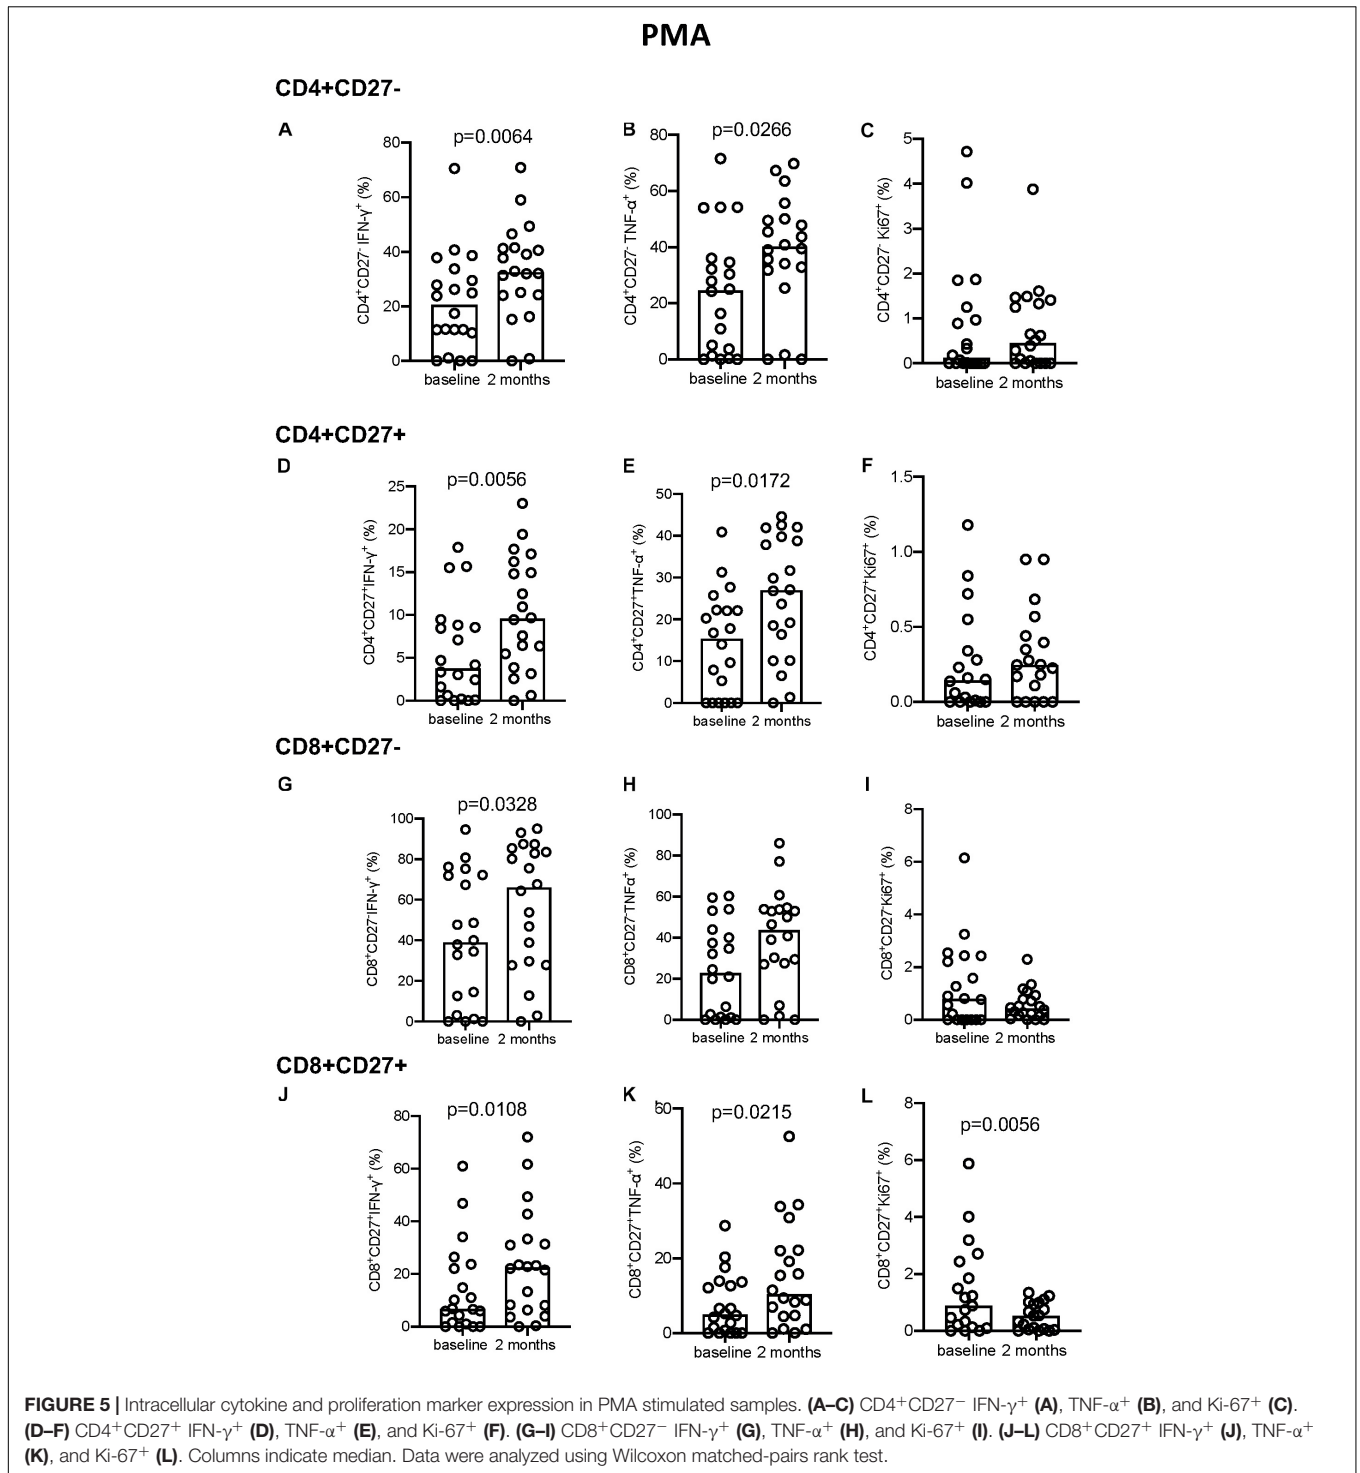 PMA
CD4+CD27-
A
p=0.0064
CD4⁺CD27⁻ IFN-γ⁺ (%)
80
60
40
20
0
baseline 2 months
B
p=0.0266
CD4⁺CD27⁻ TNF-α⁺ (%)
80
60
40
20
0
baseline 2 months
C
CD4⁺CD27⁻ Ki67⁺ (%)
5
4
3
2
1
0
baseline 2 months
CD4+CD27+
D
p=0.0056
CD4⁺CD27⁺IFN-γ⁺ (%)
25
20
15
10
5
0
baseline 2 months
E
p=0.0172
CD4⁺CD27⁺TNF-α⁺ (%)
50
40
30
20
10
0
baseline 2 months
F
CD4⁺CD27⁺Ki67⁺ (%)
1.5
1.0
0.5
0.0
baseline 2 months
CD8+CD27-
G
p=0.0328
CD8⁺CD27⁻IFN-γ⁺ (%)
100
80
60
40
20
0
baseline 2 months
H
CD8⁺CD27⁻TNFα⁺ (%)
100
80
60
40
20
0
baseline 2 months
I
CD8⁺CD27⁻Ki67⁺ (%)
8
6
4
2
0
baseline 2 months
CD8+CD27+
J
p=0.0108
CD8⁺CD27⁺IFN-γ⁺ (%)
80
60
40
20
0
baseline 2 months
K
p=0.0215
CD8⁺CD27⁺TNF-α⁺ (%)
60
40
20
0
baseline 2 months
L
p=0.0056
CD8⁺CD27⁺Ki67⁺ (%)
8
6
4
2
0
baseline 2 months
FIGURE 5 | Intracellular cytokine and proliferation marker expression in PMA stimulated samples. (A–C) CD4⁺CD27⁻ IFN-γ⁺ (A), TNF-α⁺ (B), and Ki-67⁺ (C).
(D–F) CD4⁺CD27⁺ IFN-γ⁺ (D), TNF-α⁺ (E), and Ki-67⁺ (F). (G–I) CD8⁺CD27⁻ IFN-γ⁺ (G), TNF-α⁺ (H), and Ki-67⁺ (I). (J–L) CD8⁺CD27⁺ IFN-γ⁺ (J), TNF-α⁺
(K), and Ki-67⁺ (L). Columns indicate median. Data were analyzed using Wilcoxon matched-pairs rank test.